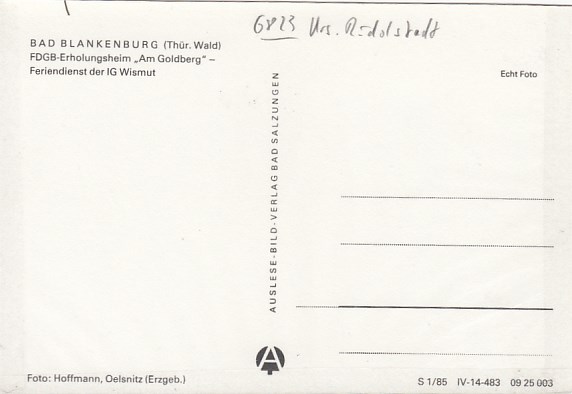 6823 Krs. Rudolstadt
BAD BLANKENBURG (Thür. Wald)
FDGB-Erholungsheim „Am Goldberg“ –
Feriendienst der IG Wismut
Echt Foto
AUSLESE-BILD-VERLAG BAD SALZUNGEN
Foto: Hoffmann, Oelsnitz (Erzgeb.)
S 1/85 IV-14-483 09 25 003